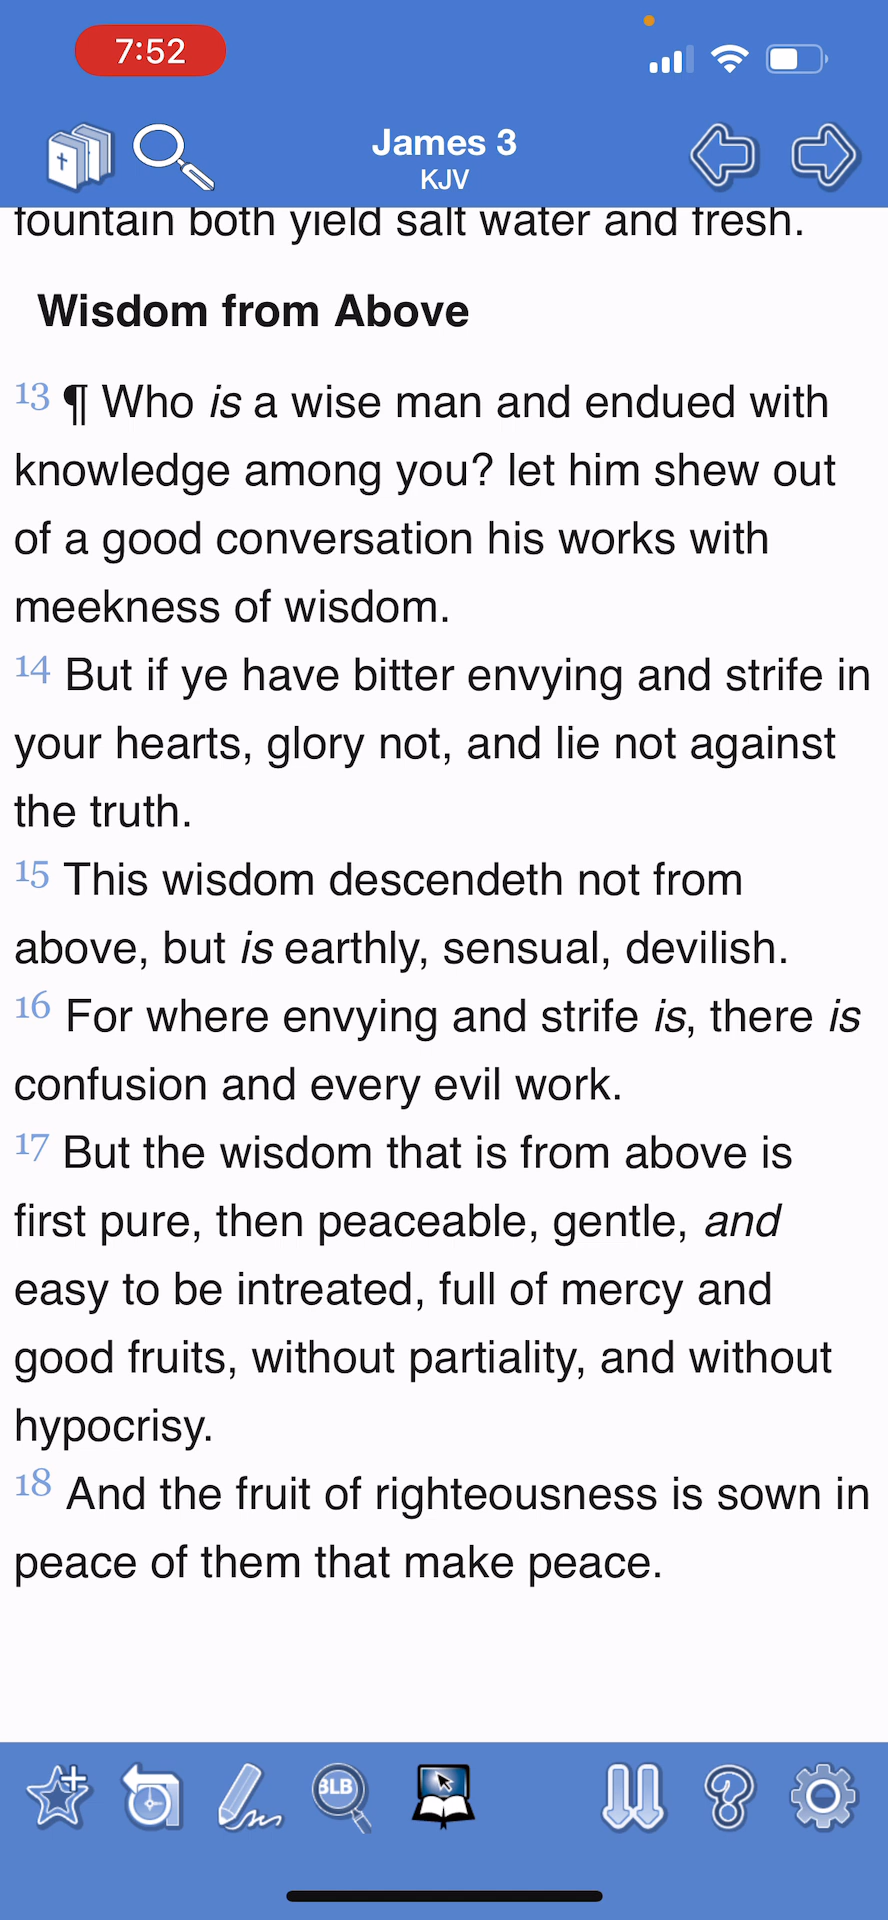 7:52
James 3
KJV
fountain both yield salt water and fresh.
Wisdom from Above
13 ¶ Who is a wise man and endued with
knowledge among you? let him shew out
of a good conversation his works with
meekness of wisdom.
14 But if ye have bitter envying and strife in
your hearts, glory not, and lie not against
the truth.
15 This wisdom descendeth not from
above, but is earthly, sensual, devilish.
16 For where envying and strife is, there is
confusion and every evil work.
17 But the wisdom that is from above is
first pure, then peaceable, gentle, and
easy to be intreated, full of mercy and
good fruits, without partiality, and without
hypocrisy.
18 And the fruit of righteousness is sown in
peace of them that make peace.
BLB